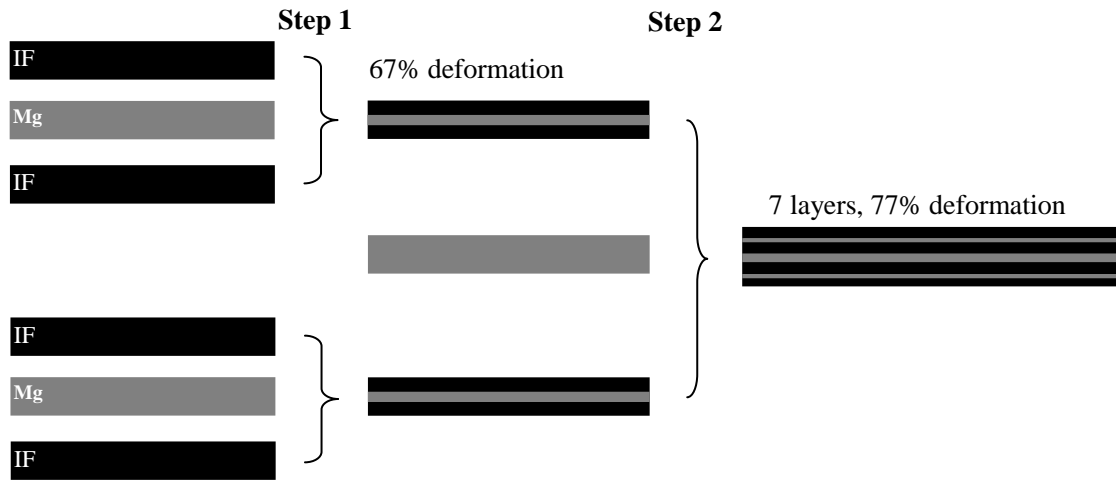 Step 1
Step 2
IF
Mg
IF
67% deformation
7 layers, 77% deformation
IF
Mg
IF